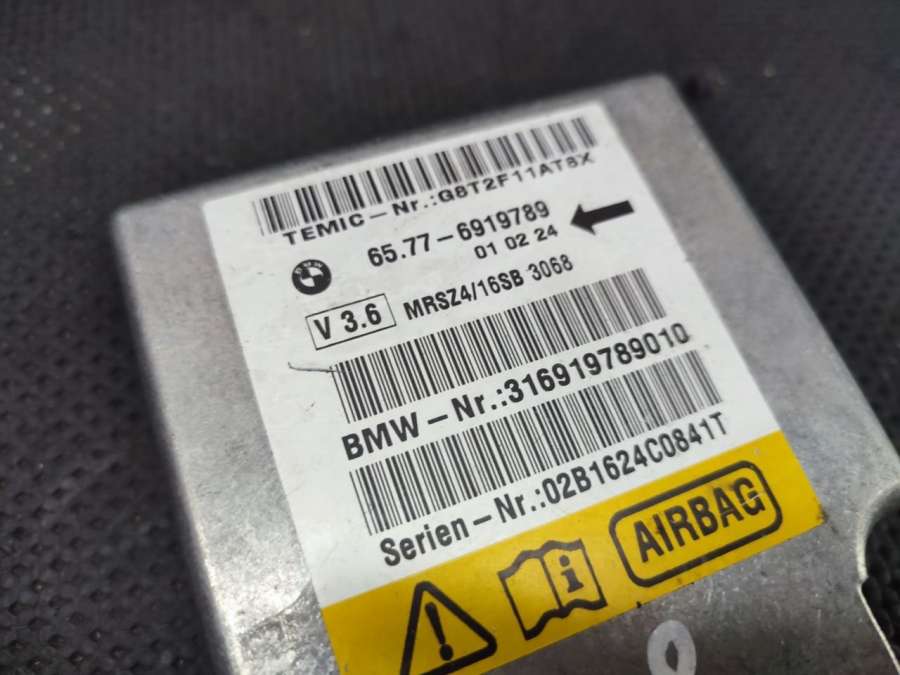 TEMIC-Nr.:G8T2F11AT8X
65.77-6919789
01 02 24
V 3.6 MRSZ4/16SB 3068
BMW-Nr.:316919789010
Serien-Nr.:02B1624C0841T
AIRBAG